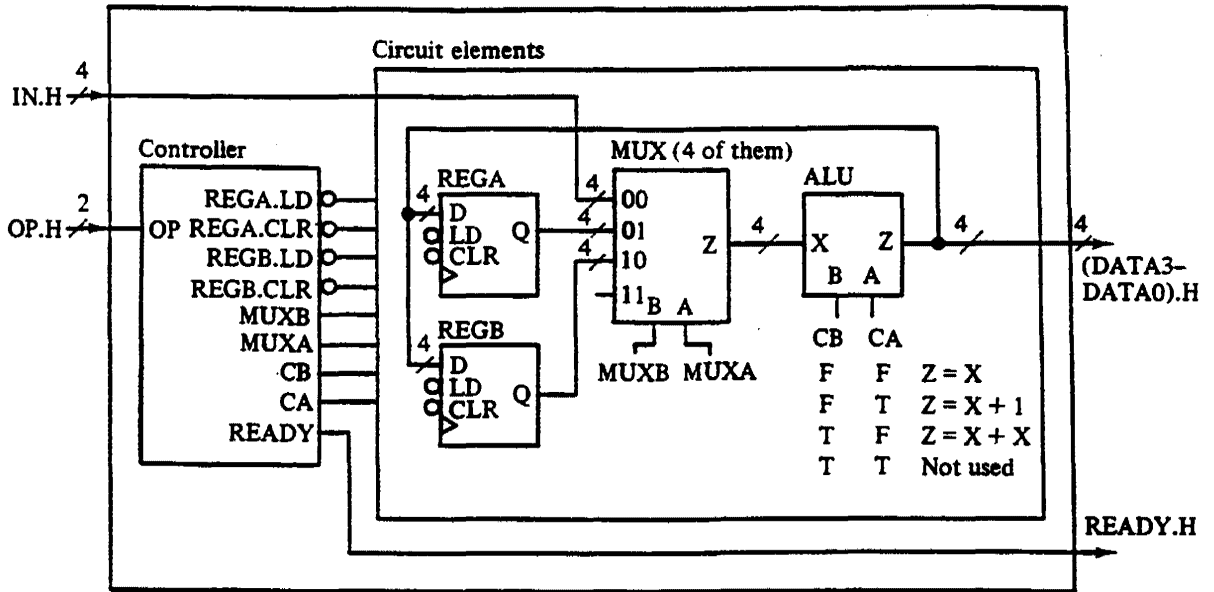 Circuit elements
4
IN.H
Controller
MUX (4 of them)
REGA
ALU
2
OP.H
OP
REGA.LD
REGA.CLR
REGB.LD
REGB.CLR
MUXB
MUXA
CB
CA
READY
4
D
LD
CLR
Q
4
00
4
01
4
10
11
Z
B A
MUXB MUXA
4
X Z
B A
4
4
(DATA3–
DATA0).H
REGB
4
D
LD
CLR
Q
CB CA
F F Z = X
F T Z = X + 1
T F Z = X + X
T T Not used
READY.H